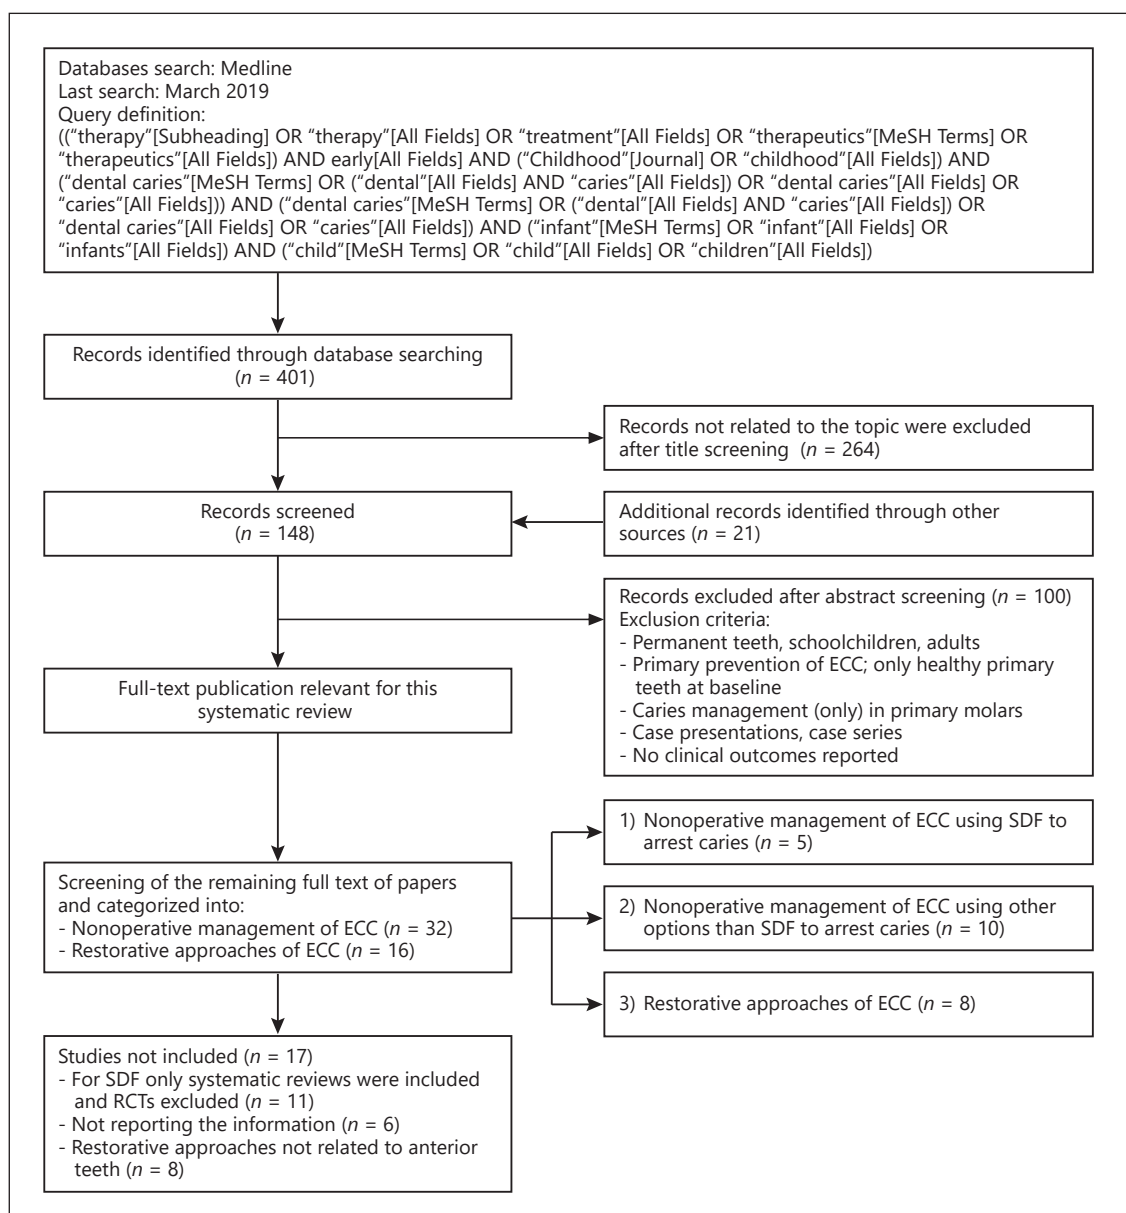 Databases search: Medline
Last search: March 2019
Query definition:
((“therapy”[Subheading] OR “therapy”[All Fields] OR “treatment”[All Fields] OR “therapeutics”[MeSH Terms] OR
“therapeutics”[All Fields]) AND early[All Fields] AND (“Childhood”[Journal] OR “childhood”[All Fields]) AND
(“dental caries”[MeSH Terms] OR (“dental”[All Fields] AND “caries”[All Fields]) OR “dental caries”[All Fields] OR
“caries”[All Fields])) AND (“dental caries”[MeSH Terms] OR (“dental”[All Fields] AND “caries”[All Fields]) OR
“dental caries”[All Fields] OR “caries”[All Fields]) AND (“infant”[MeSH Terms] OR “infant”[All Fields] OR
“infants”[All Fields]) AND (“child”[MeSH Terms] OR “child”[All Fields] OR “children”[All Fields])
Records identified through database searching
(n = 401)
Records not related to the topic were excluded
after title screening (n = 264)
Records screened
(n = 148)
Additional records identified through other
sources (n = 21)
Records excluded after abstract screening (n = 100)
Exclusion criteria:
- Permanent teeth, schoolchildren, adults
- Primary prevention of ECC; only healthy primary
teeth at baseline
- Caries management (only) in primary molars
- Case presentations, case series
- No clinical outcomes reported
Full-text publication relevant for this
systematic review
Screening of the remaining full text of papers
and categorized into:
- Nonoperative management of ECC (n = 32)
- Restorative approaches of ECC (n = 16)
1) Nonoperative management of ECC using SDF to
arrest caries (n = 5)
2) Nonoperative management of ECC using other
options than SDF to arrest caries (n = 10)
3) Restorative approaches of ECC (n = 8)
Studies not included (n = 17)
- For SDF only systematic reviews were included
and RCTs excluded (n = 11)
- Not reporting the information (n = 6)
- Restorative approaches not related to anterior
teeth (n = 8)